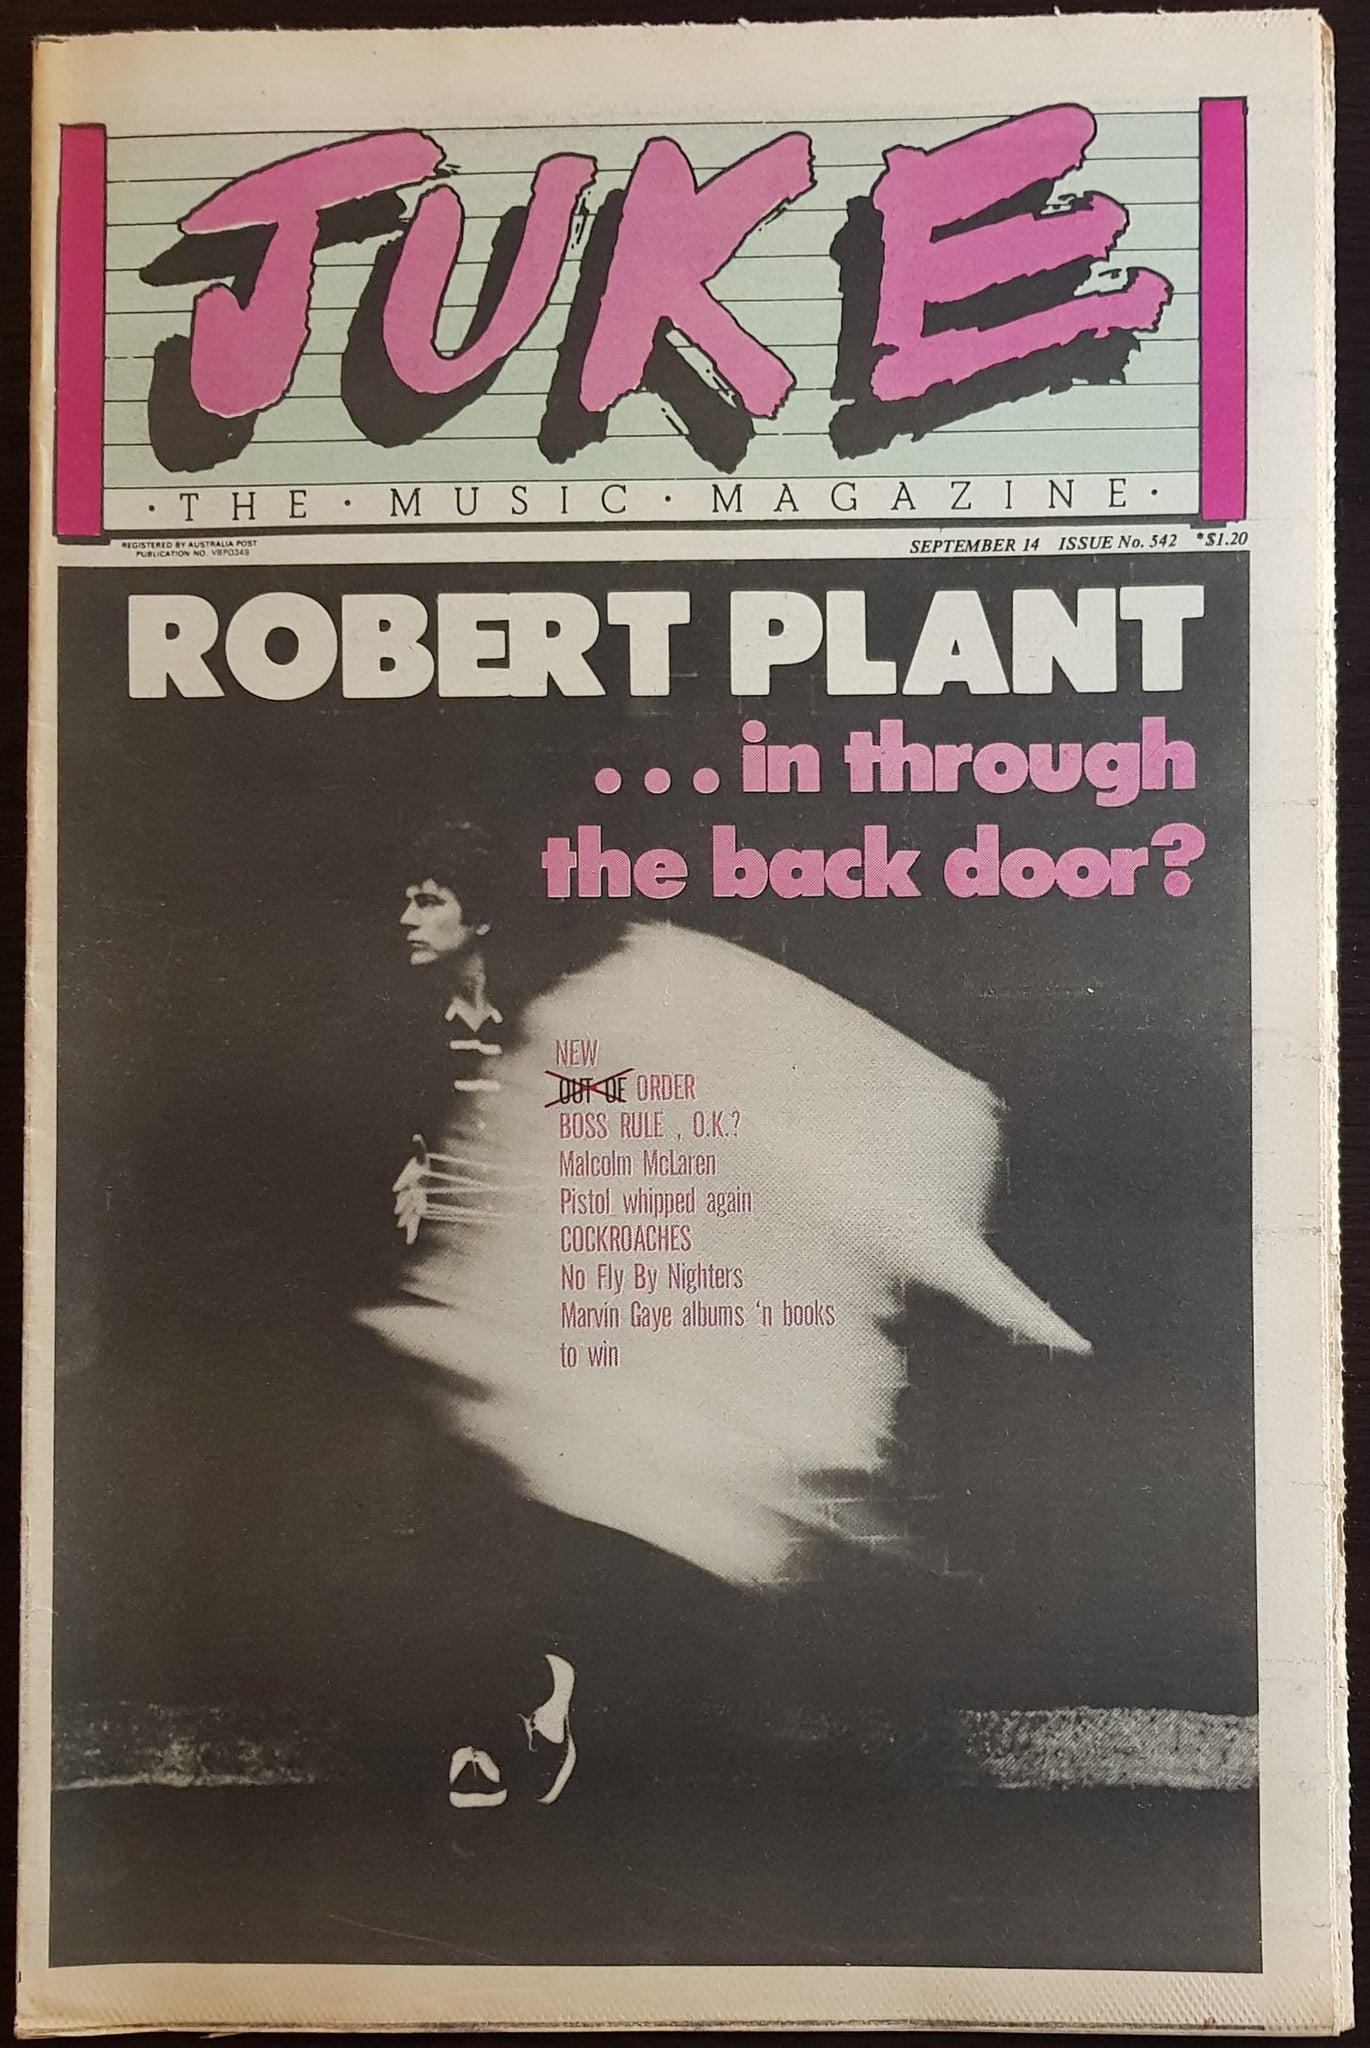 JUKE
·THE·MUSIC·MAGAZINE·
REGISTERED BY AUSTRALIA POST
PUBLICATION NO. VBP0349
SEPTEMBER 14 ISSUE No. 542 *$1.20
ROBERT PLANT
...in through
the back door?
NEW
OUT OF ORDER
BOSS RULE , O.K.?
Malcolm McLaren
Pistol whipped again
COCKROACHES
No Fly By Nighters
Marvin Gaye albums 'n books
to win